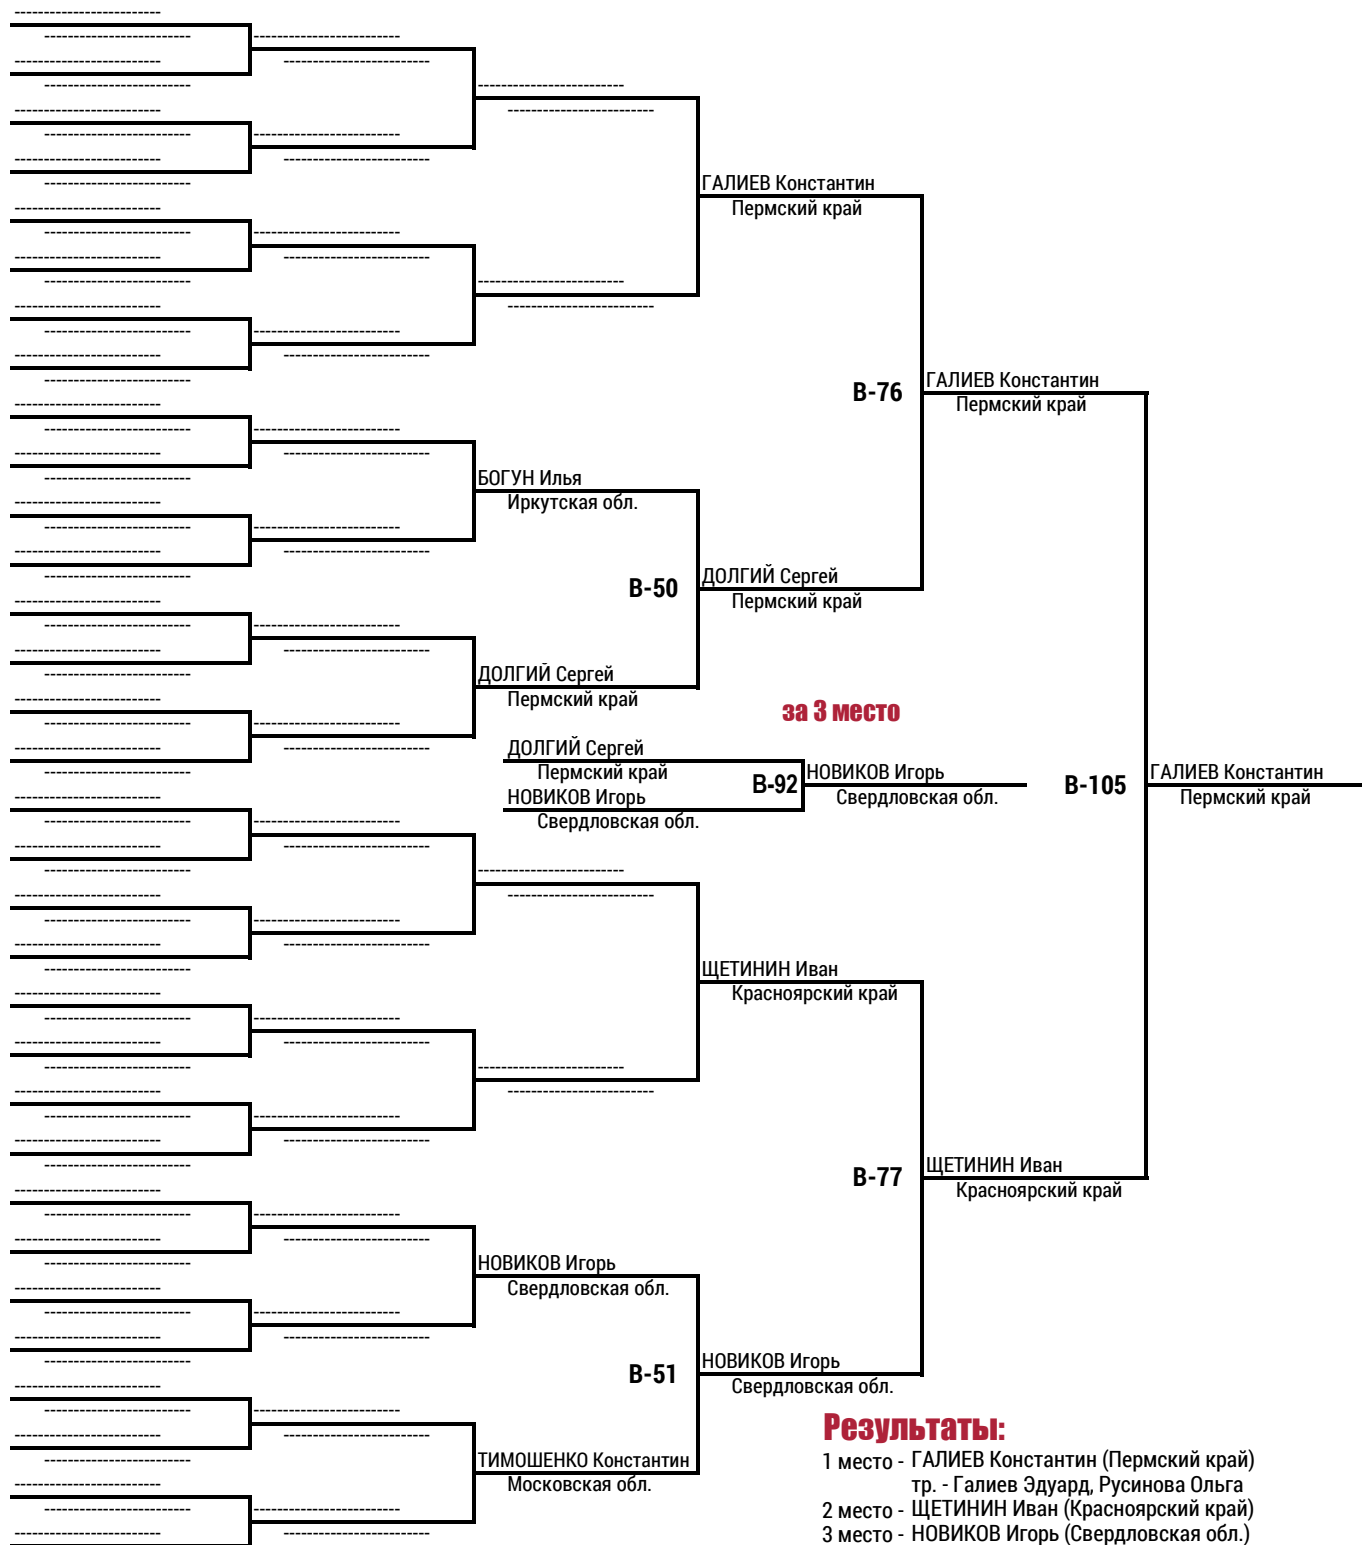 ГАЛИЕВ Константин
Пермский край
В-76
ГАЛИЕВ Константин
Пермский край
БОГУН Илья
Иркутская обл.
В-50
ДОЛГИЙ Сергей
Пермский край
ДОЛГИЙ Сергей
Пермский край
за 3 место
ДОЛГИЙ Сергей
Пермский край
НОВИКОВ Игорь
Свердловская обл.
В-92
НОВИКОВ Игорь
Свердловская обл.
В-105
ГАЛИЕВ Константин
Пермский край
ЩЕТИНИН Иван
Красноярский край
В-77
ЩЕТИНИН Иван
Красноярский край
НОВИКОВ Игорь
Свердловская обл.
В-51
НОВИКОВ Игорь
Свердловская обл.
ТИМОШЕНКО Константин
Московская обл.
Результаты:
1 место - ГАЛИЕВ Константин (Пермский край)
тр. - Галиев Эдуард, Русинова Ольга
2 место - ЩЕТИНИН Иван (Красноярский край)
3 место - НОВИКОВ Игорь (Свердловская обл.)